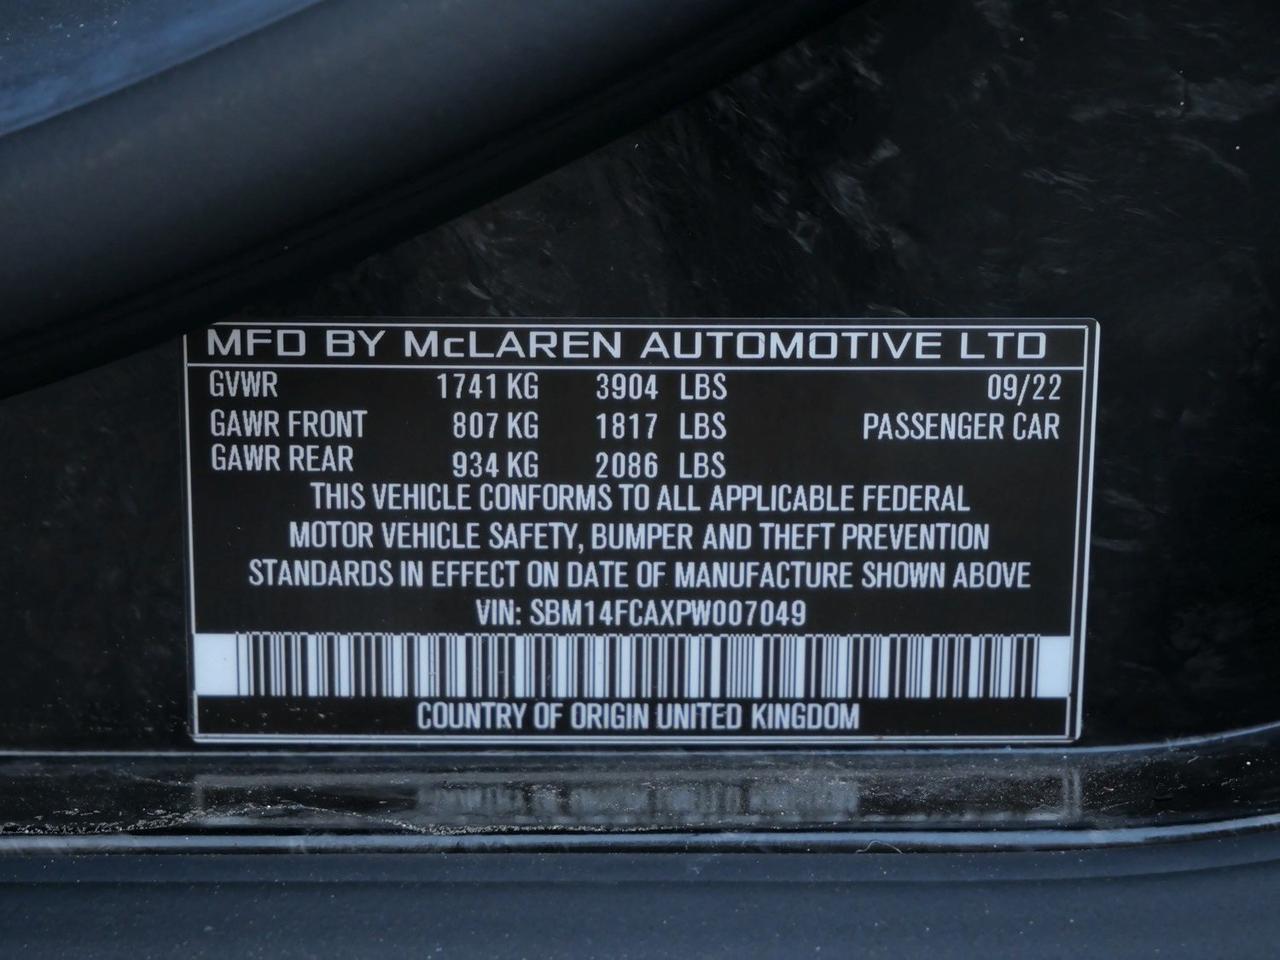 MFD BY McLAREN AUTOMOTIVE LTD
GVWR 1741 KG 3904 LBS 09/22
GAWR FRONT 807 KG 1817 LBS PASSENGER CAR
GAWR REAR 934 KG 2086 LBS
THIS VEHICLE CONFORMS TO ALL APPLICABLE FEDERAL
MOTOR VEHICLE SAFETY, BUMPER AND THEFT PREVENTION
STANDARDS IN EFFECT ON DATE OF MANUFACTURE SHOWN ABOVE
VIN: SBM14FCAXPW007049
COUNTRY OF ORIGIN UNITED KINGDOM